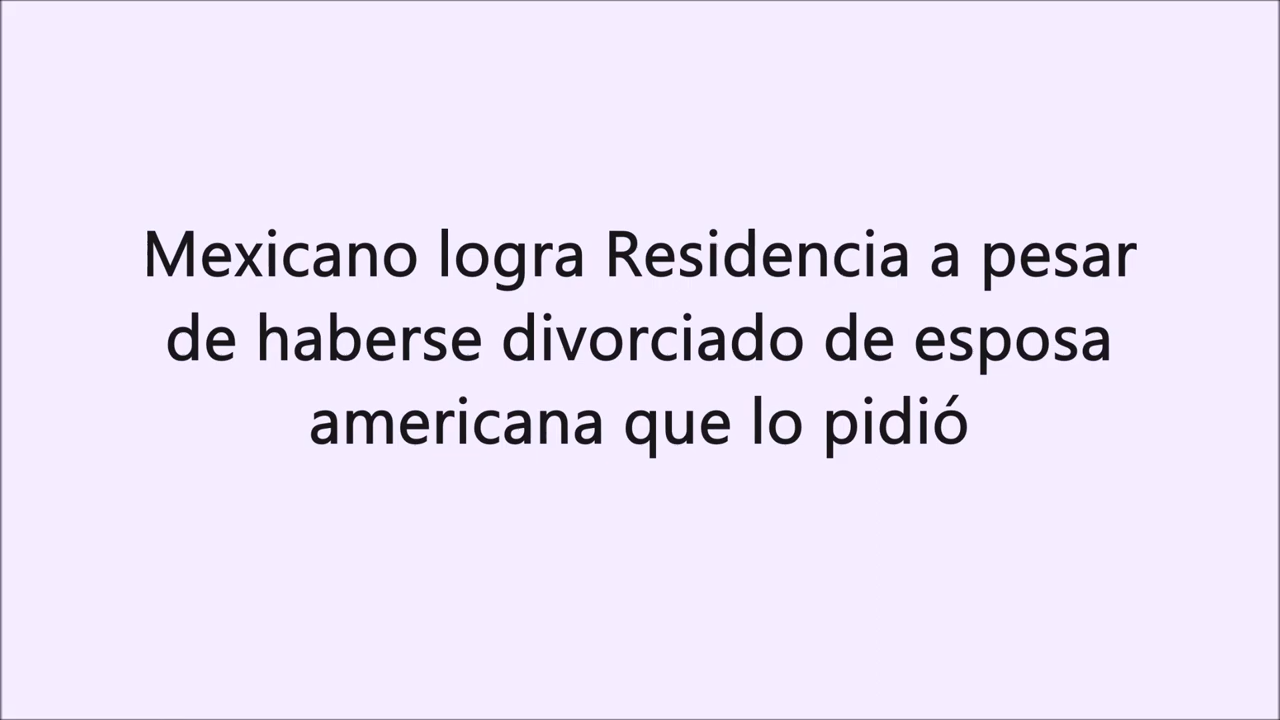 Mexicano logra Residencia a pesar
de haberse divorciado de esposa
americana que lo pidió